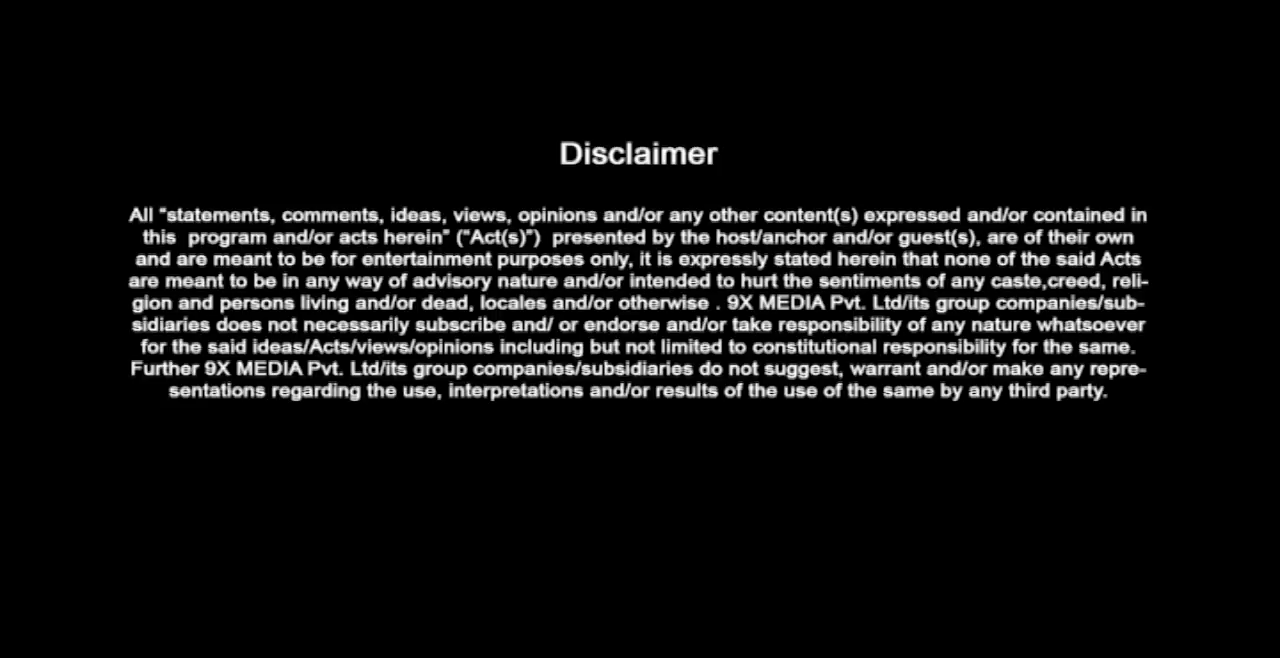 Disclaimer
All "statements, comments, ideas, views, opinions and/or any other content(s) expressed and/or contained in
this  program and/or acts herein" ("Act(s)")  presented by the host/anchor and/or guest(s), are of their own
and are meant to be for entertainment purposes only, it is expressly stated herein that none of the said Acts
are meant to be in any way of advisory nature and/or intended to hurt the sentiments of any caste,creed, reli-
gion and persons living and/or dead, locales and/or otherwise . 9X MEDIA Pvt. Ltd/its group companies/sub-
sidiaries does not necessarily subscribe and/ or endorse and/or take responsibility of any nature whatsoever
for the said ideas/Acts/views/opinions including but not limited to constitutional responsibility for the same.
Further 9X MEDIA Pvt. Ltd/its group companies/subsidiaries do not suggest, warrant and/or make any repre-
sentations regarding the use, interpretations and/or results of the use of the same by any third party.